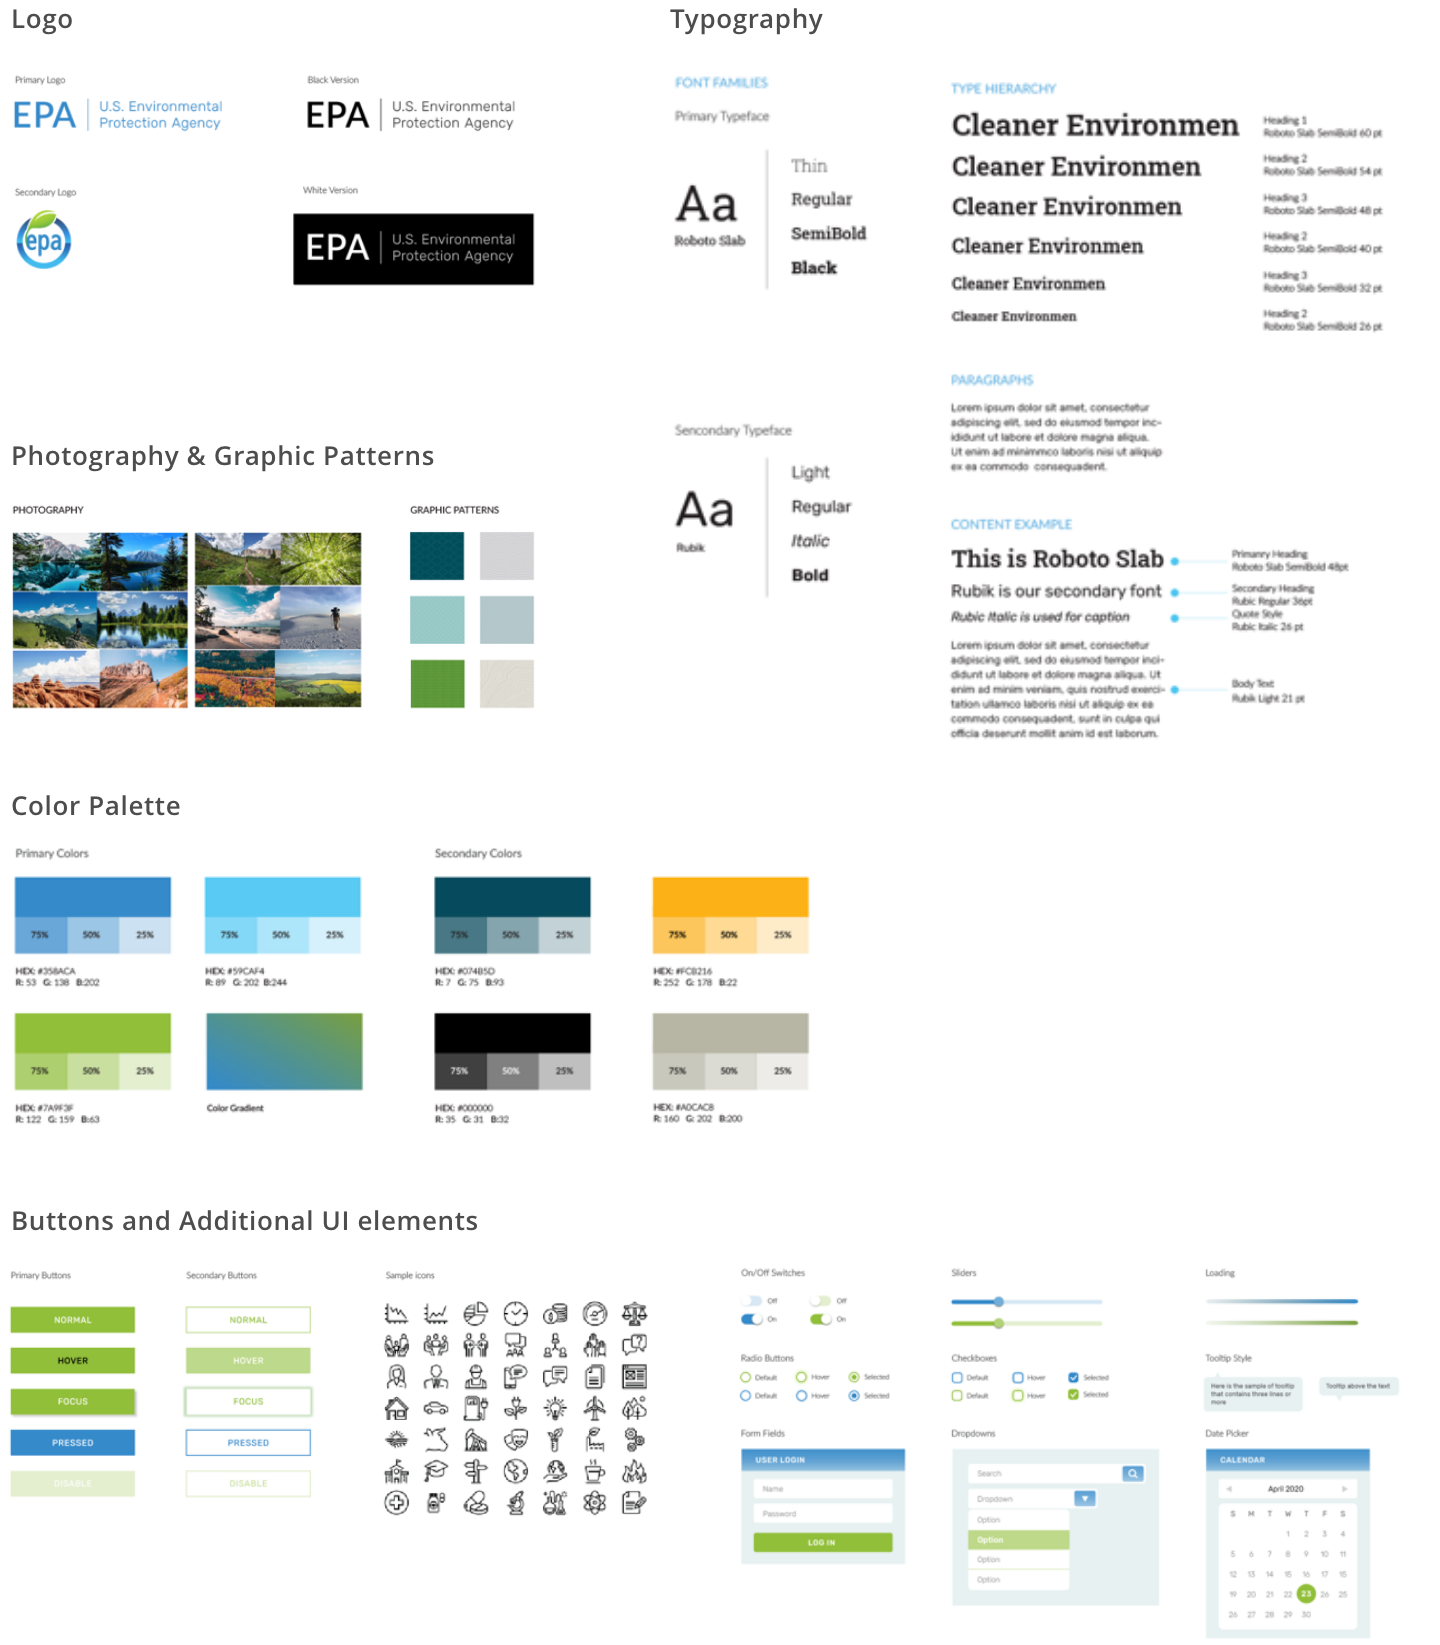 Logo
Primary Logo
EPA U.S. Environmental
Protection Agency
Black Version
EPA U.S. Environmental
Protection Agency
Secondary Logo
epa
White Version
EPA U.S. Environmental
Protection Agency
Typography
FONT FAMILIES
Primary Typeface
Aa
Roboto Slab
Thin
Regular
SemiBold
Black
Sencondary Typeface
Aa
Rubik
Light
Regular
Italic
Bold
TYPE HIERARCHY
Cleaner Environmen
Heading 1
Roboto Slab SemiBold 60 pt
Cleaner Environmen
Heading 2
Roboto Slab SemiBold 54 pt
Cleaner Environmen
Heading 3
Roboto Slab SemiBold 48 pt
Cleaner Environmen
Heading 2
Roboto Slab SemiBold 40 pt
Cleaner Environmen
Heading 3
Roboto Slab SemiBold 32 pt
Cleaner Environmen
Heading 2
Roboto Slab SemiBold 26 pt
PARAGRAPHS
Lorem ipsum dolor sit amet, consectetur
adipiscing elit, sed do eiusmod tempor inc-
ididunt ut labore et dolore magna aliqua.
Ut enim ad minimmco laboris nisi ut aliquip
ex ea commodo consequadent.
CONTENT EXAMPLE
This is Roboto Slab
Primanry Heading
Roboto Slab SemiBold 48pt
Rubik is our secondary font
Secondary Heading
Rubic Regular 36pt
Rubic Italic is used for caption
Quote Style
Rubic Italic 26 pt
Lorem ipsum dolor sit amet, consectetur
adipiscing elit, sed do eiusmod tempor inci-
didunt ut labore et dolore magna aliqua. Ut
enim ad minim veniam, quis nostrud exerci-
tation ullamco laboris nisi ut aliquip ex ea
commodo consequadent, sunt in culpa qui
officia deserunt mollit anim id est laborum.
Body Text
Rubik Light 21 pt
Photography & Graphic Patterns
PHOTOGRAPHY
GRAPHIC PATTERNS
Color Palette
Primary Colors
75% 50% 25%
HEX: #358ACA
R: 53 G: 138 B:202
75% 50% 25%
HEX: #59CAF4
R: 89 G: 202 B:244
75% 50% 25%
HEX: #7A9F3F
R: 122 G: 159 B:63
Color Gradient
Secondary Colors
75% 50% 25%
HEX: #074B5D
R: 7 G: 75 B:93
75% 50% 25%
HEX: #FCB216
R: 252 G: 178 B:22
75% 50% 25%
HEX: #000000
R: 35 G: 31 B:32
75% 50% 25%
HEX: #A0CAC8
R: 160 G: 202 B:200
Buttons and Additional UI elements
Primary Buttons
NORMAL
HOVER
FOCUS
PRESSED
DISABLE
Secondary Buttons
NORMAL
HOVER
FOCUS
PRESSED
DISABLE
Sample icons
On/Off Switches
Off Off
On On
Radio Buttons
Default Hover Selected
Default Hover Selected
Form Fields
USER LOGIN
Name
Password
LOG IN
Sliders
Checkboxes
Default Hover Selected
Default Hover Selected
Dropdowns
Search
Dropdown
Option
Option
Option
Option
Loading
Tooltip Style
Here is the sample of tooltip
that contains three lines or
more
Tooltip above the text
Date Picker
CALENDAR
April 2020
S M T W T F S
1 2 3 4
5 6 7 8 9 10 11
12 13 14 15 16 17 15
19 20 21 22 23 26 25
26 27 28 29 30